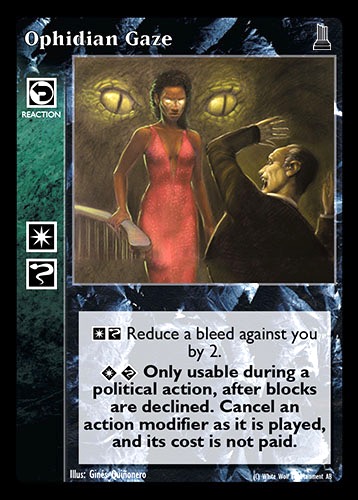 Ophidian Gaze
REACTION
Reduce a bleed against you
by 2.
Only usable during a
political action, after blocks
are declined. Cancel an
action modifier as it is played,
and its cost is not paid.
Illus: Ginés Quiñonero
(C) White Wolf Entertainment AB